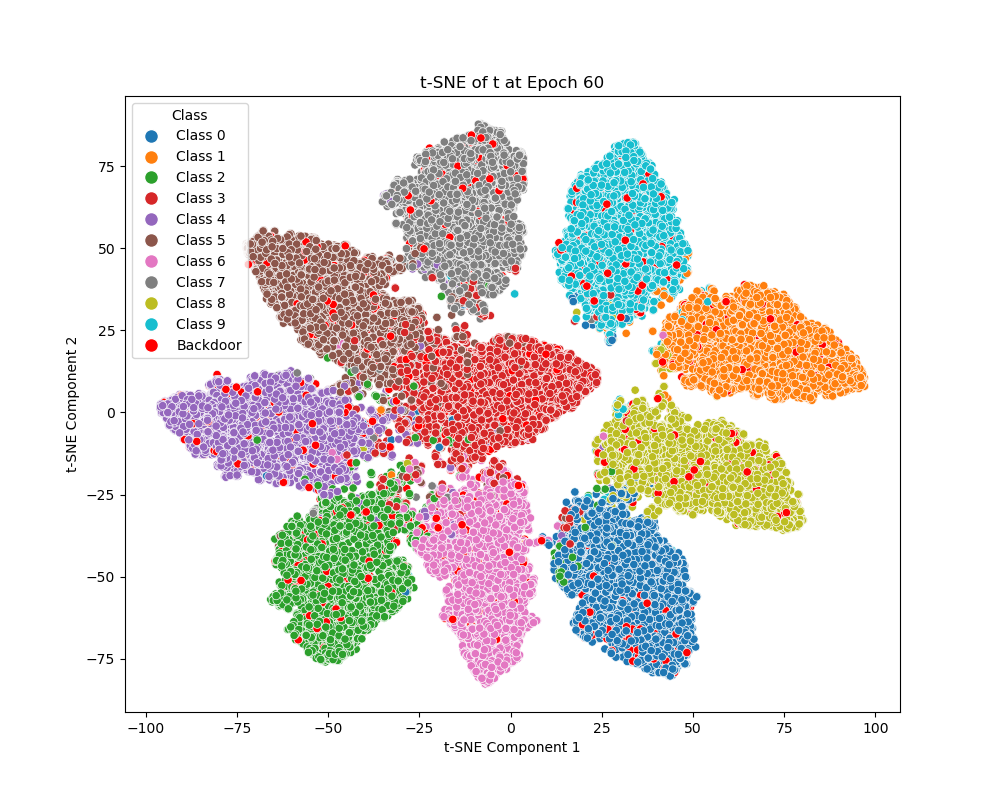 t-SNE of t at Epoch 60
Class
Class 0
Class 1
Class 2
Class 3
Class 4
Class 5
Class 6
Class 7
Class 8
Class 9
Backdoor
75
50
25
0
−25
−50
−75
t-SNE Component 2
−100 −75 −50 −25 0 25 50 75 100
t-SNE Component 1